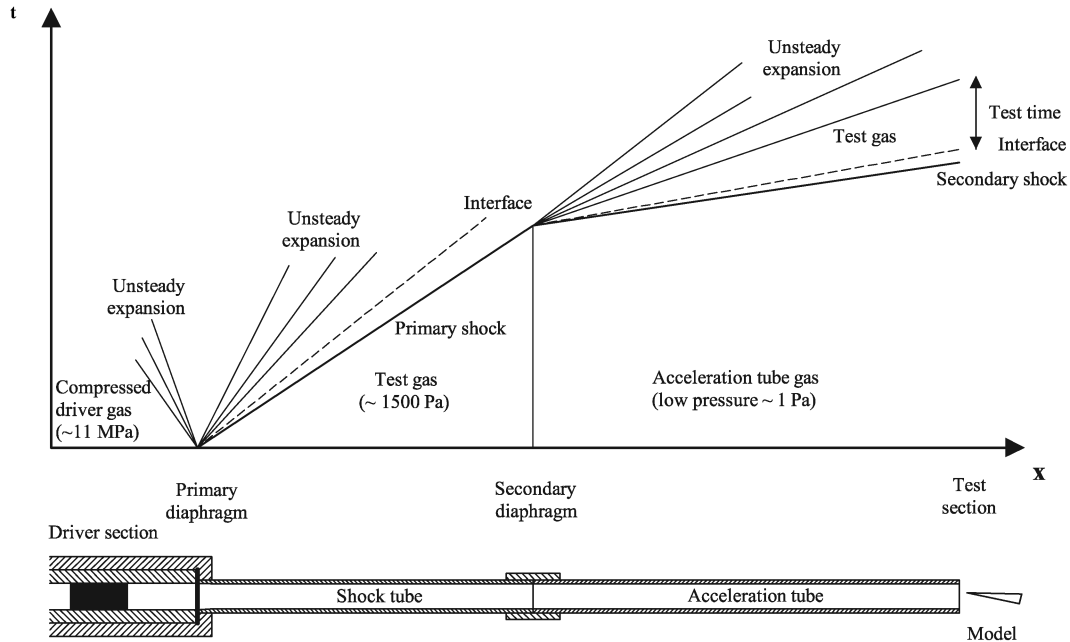 t
Unsteady
expansion
Test time
Test gas
Interface
Secondary shock
Interface
Unsteady
expansion
Unsteady
expansion
Primary shock
Compressed
driver gas
(~11 MPa)
Test gas
(~ 1500 Pa)
Acceleration tube gas
(low pressure ~ 1 Pa)
x
Primary
diaphragm
Secondary
diaphragm
Test
section
Driver section
Shock tube
Acceleration tube
Model